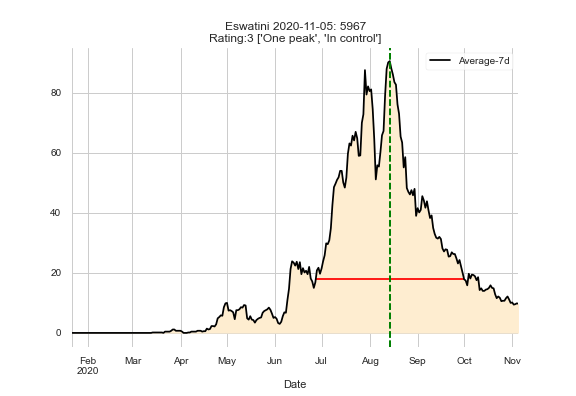 Eswatini 2020-11-05: 5967
Rating:3 ['One peak', 'In control']
Average-7d
80
60
40
20
0
Feb Mar Apr May Jun Jul Aug Sep Oct Nov
2020
Date